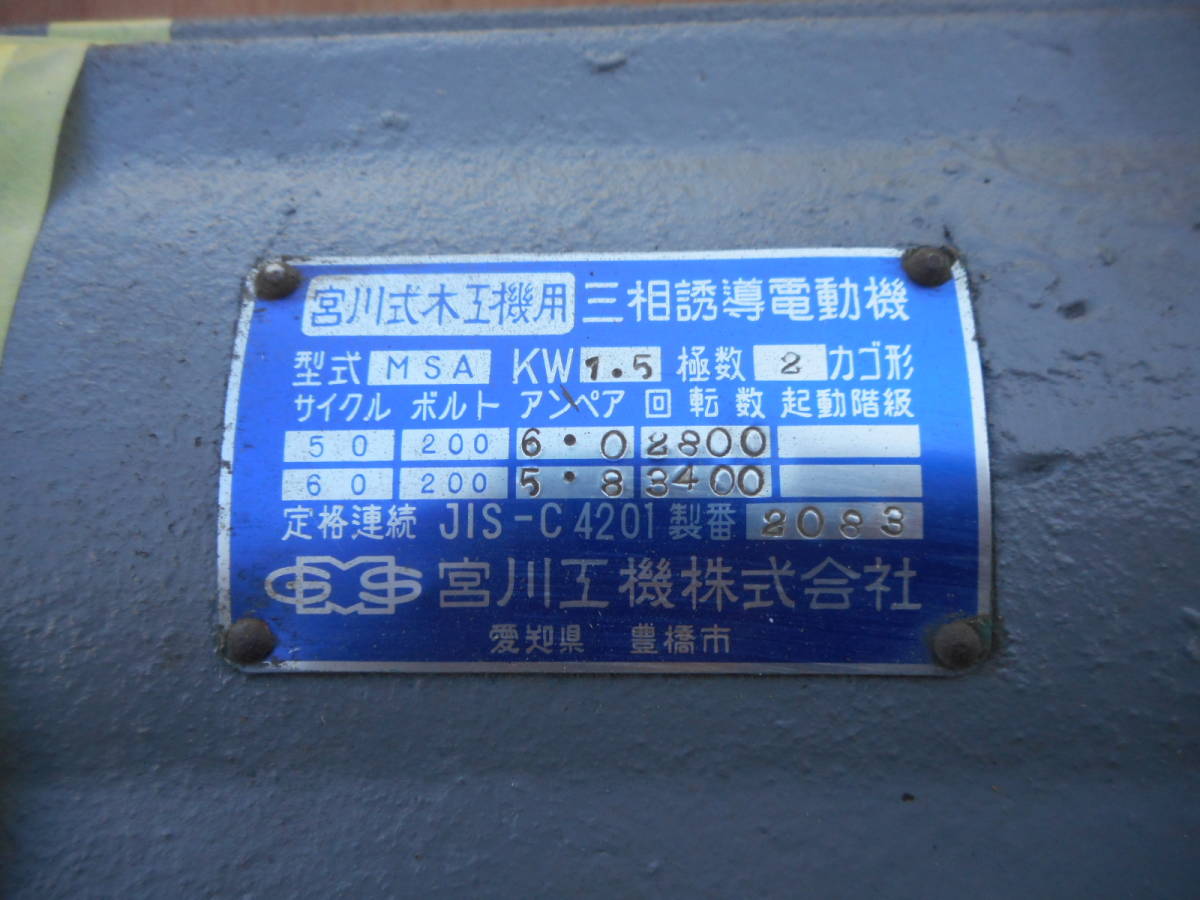 宮川式木工機用 三相誘導電動機
型式 MSA KW 1.5 極数 2 カゴ形
サイクル ボルト アンペア 回転数 起動階級
50 200 6・0 2800
60 200 5・8 3400
定格連続 JIS-C4201 製番 2083
宮川工機株式会社
愛知県 豊橋市